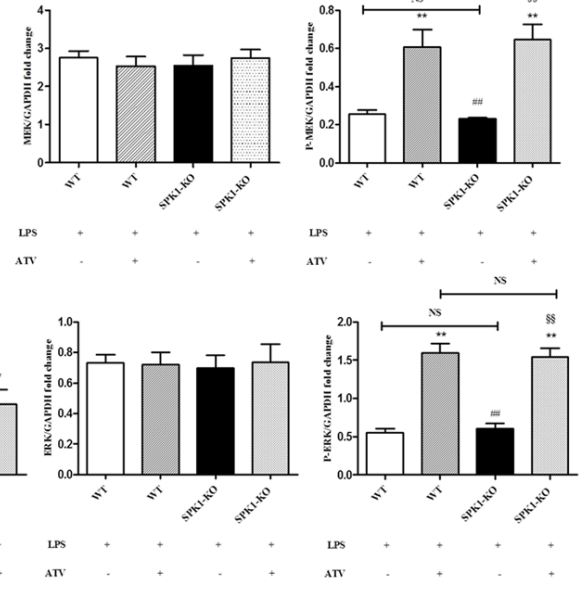 NS
§§
4
3
2
1
0
MEK/GAPDH fold change
WT
WT
SPK1-KO
SPK1-KO
LPS + + + +
ATV - + - +
0.8
0.6
0.4
0.2
0.0
P-MEK/GAPDH fold change
**
##
**
WT
WT
SPK1-KO
SPK1-KO
LPS + + + +
ATV - + - +
1.0
0.8
0.6
0.4
0.2
0.0
ERK/GAPDH fold change
WT
WT
SPK1-KO
SPK1-KO
LPS + + + +
ATV - + - +
NS
NS
§§
2.0
1.5
1.0
0.5
0.0
P-ERK/GAPDH fold change
**
##
**
WT
WT
SPK1-KO
SPK1-KO
LPS + + + +
ATV - + - +